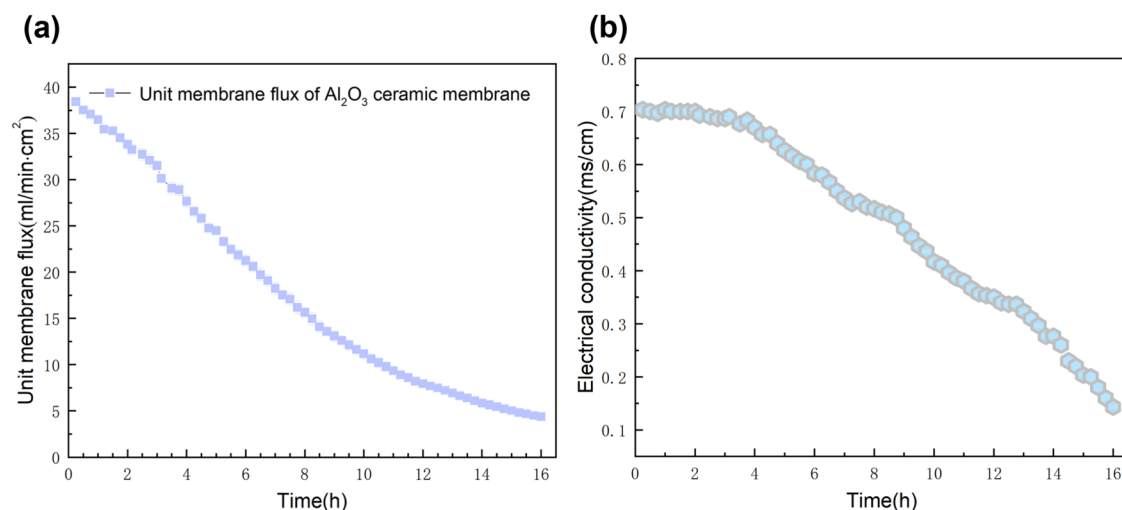 (a)
Unit membrane flux(ml/min·cm²)
40
35
30
25
20
15
10
5
0
Unit membrane flux of Al₂O₃ ceramic membrane
0 2 4 6 8 10 12 14 16
Time(h)
(b)
Electrical conductivity(ms/cm)
0.8
0.7
0.6
0.5
0.4
0.3
0.2
0.1
0 2 4 6 8 10 12 14 16
Time(h)